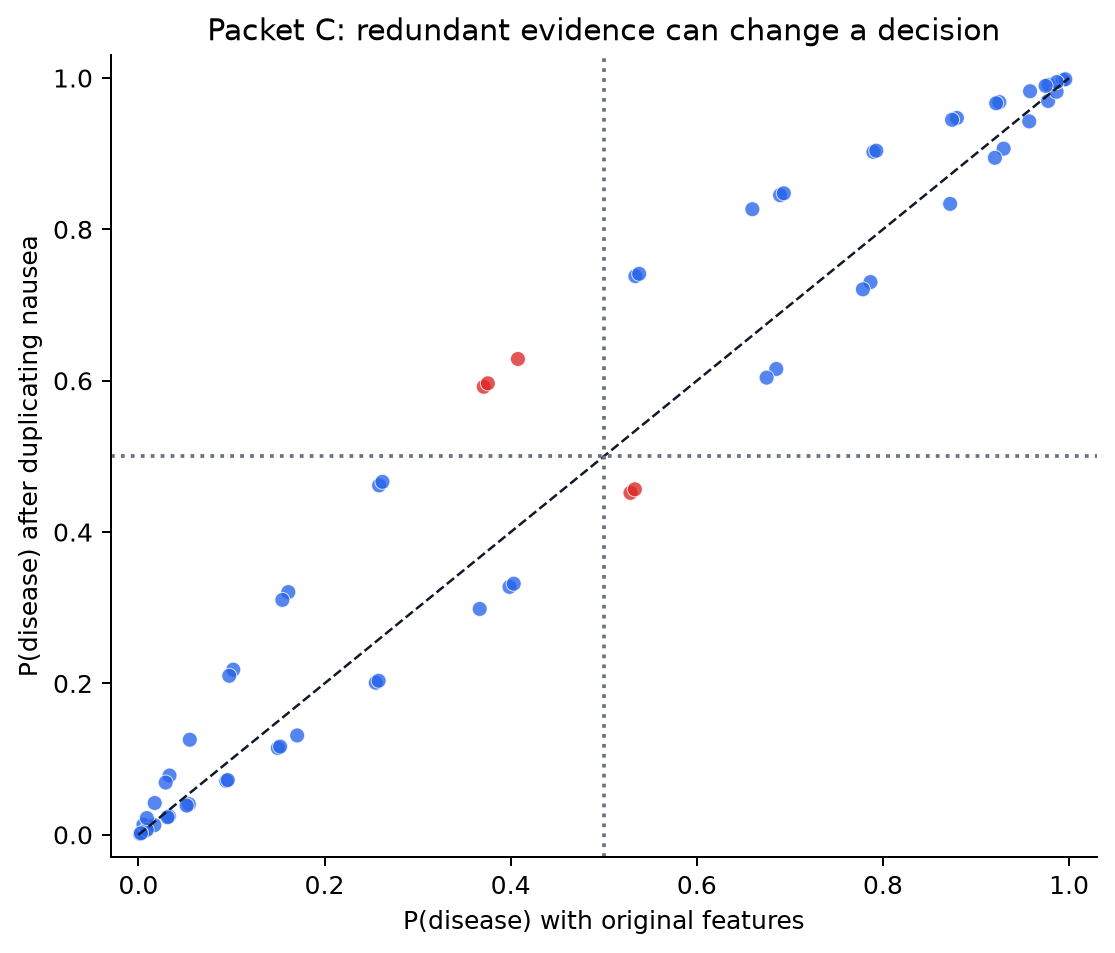 Packet C: redundant evidence can change a decision
P(disease) after duplicating nausea
1.0
0.8
0.6
0.4
0.2
0.0
0.0 0.2 0.4 0.6 0.8 1.0
P(disease) with original features